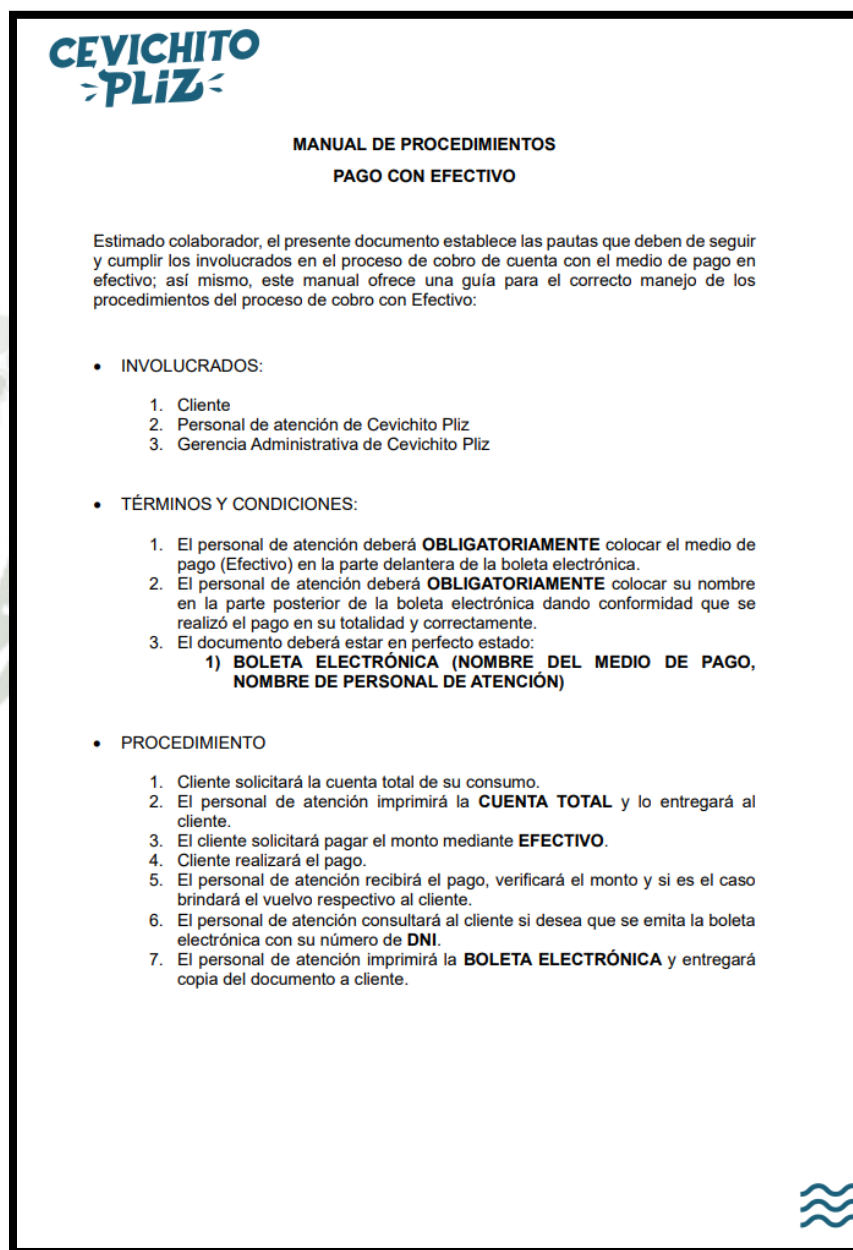 CEVICHITO
PLiZ
MANUAL DE PROCEDIMIENTOS
PAGO CON EFECTIVO
Estimado colaborador, el presente documento establece las pautas que deben de seguir
y cumplir los involucrados en el proceso de cobro de cuenta con el medio de pago en
efectivo; así mismo, este manual ofrece una guía para el correcto manejo de los
procedimientos del proceso de cobro con Efectivo:
• INVOLUCRADOS:
1. Cliente
2. Personal de atención de Cevichito Pliz
3. Gerencia Administrativa de Cevichito Pliz
• TÉRMINOS Y CONDICIONES:
1. El personal de atención deberá OBLIGATORIAMENTE colocar el medio de
pago (Efectivo) en la parte delantera de la boleta electrónica.
2. El personal de atención deberá OBLIGATORIAMENTE colocar su nombre
en la parte posterior de la boleta electrónica dando conformidad que se
realizó el pago en su totalidad y correctamente.
3. El documento deberá estar en perfecto estado:
1) BOLETA ELECTRÓNICA (NOMBRE DEL MEDIO DE PAGO,
NOMBRE DE PERSONAL DE ATENCIÓN)
• PROCEDIMIENTO
1. Cliente solicitará la cuenta total de su consumo.
2. El personal de atención imprimirá la CUENTA TOTAL y lo entregará al
cliente.
3. El cliente solicitará pagar el monto mediante EFECTIVO.
4. Cliente realizará el pago.
5. El personal de atención recibirá el pago, verificará el monto y si es el caso
brindará el vuelvo respectivo al cliente.
6. El personal de atención consultará al cliente si desea que se emita la boleta
electrónica con su número de DNI.
7. El personal de atención imprimirá la BOLETA ELECTRÓNICA y entregará
copia del documento a cliente.